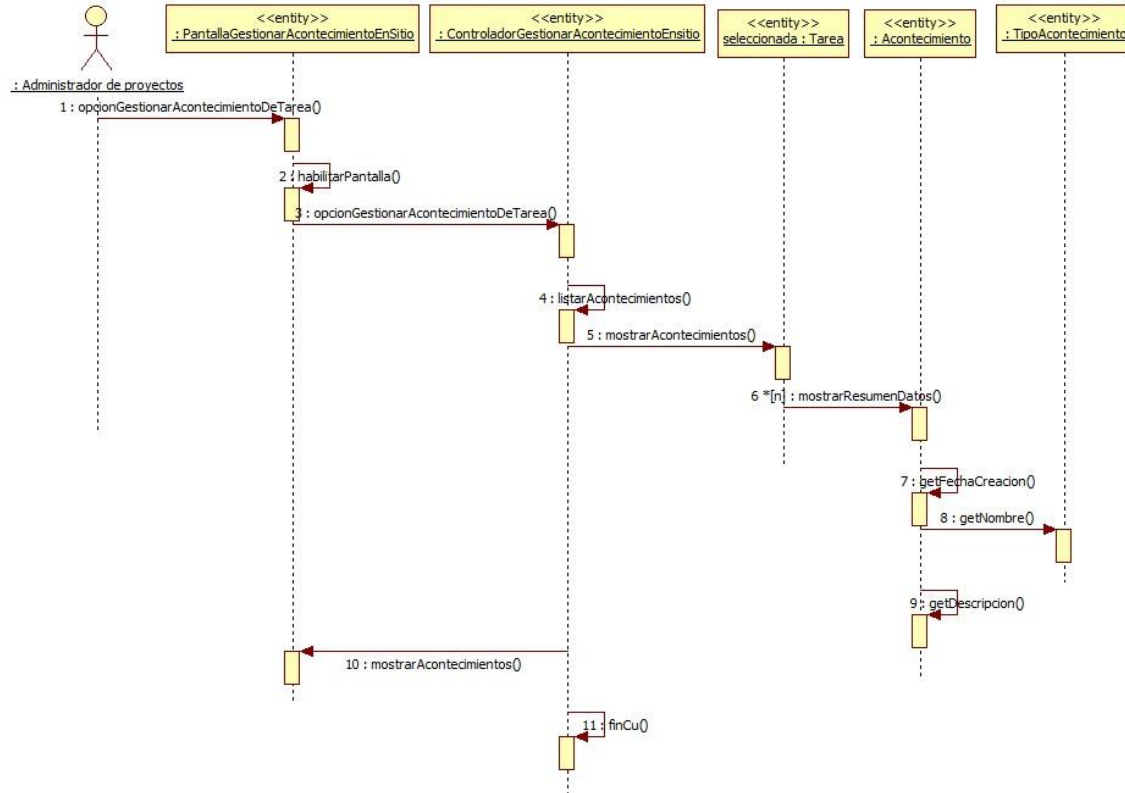 <<entity>>
: PantallaGestionarAcontecimientoEnSitio
<<entity>>
: ControladorGestionarAcontecimientoEnsitio
<<entity>>
seleccionada : Tarea
<<entity>>
: Acontecimiento
<<entity>>
: TipoAcontecimiento
: Administrador de proyectos
1 : opcionGestionarAcontecimientoDeTarea()
2 : habilitarPantalla()
3 : opcionGestionarAcontecimientoDeTarea()
4 : listarAcontecimientos()
5 : mostrarAcontecimientos()
6 *[n] : mostrarResumenDatos()
7 : getFechaCreacion()
8 : getNombre()
9 : getDescripcion()
10 : mostrarAcontecimientos()
11 : finCu()